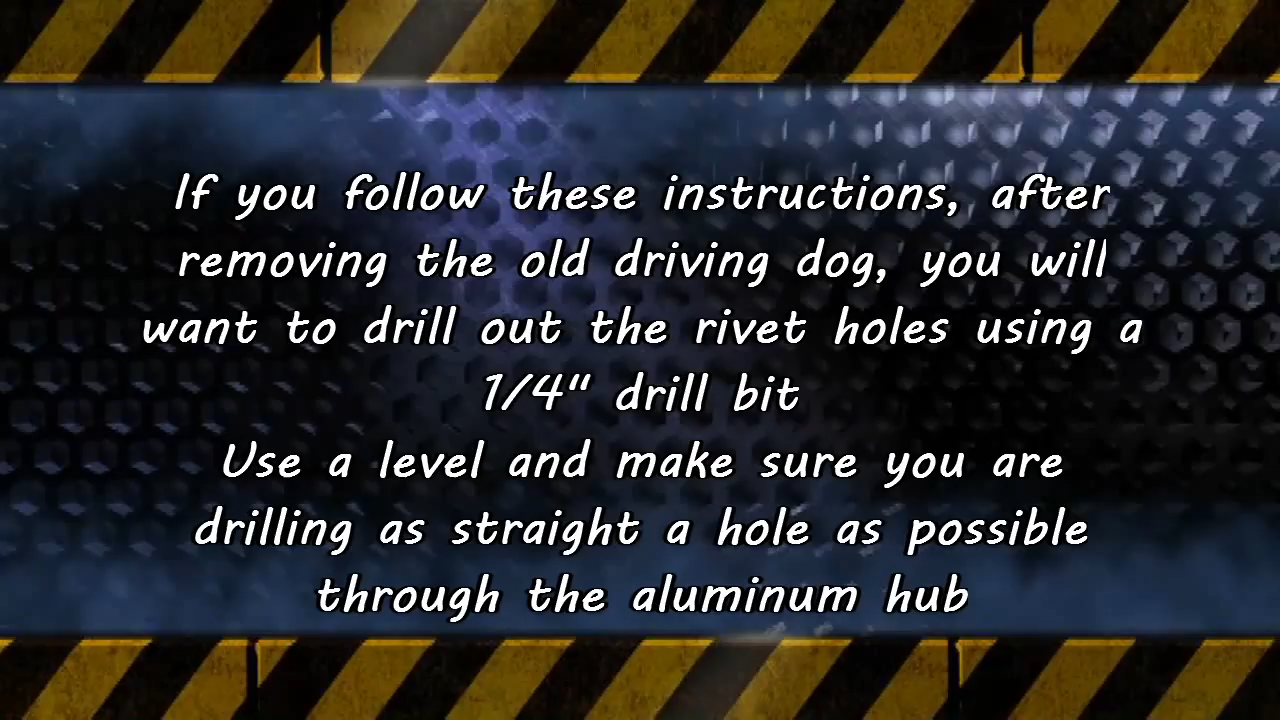 If you follow these instructions, after
removing the old driving dog, you will
want to drill out the rivet holes using a
1/4" drill bit
Use a level and make sure you are
drilling as straight a hole as possible
through the aluminum hub